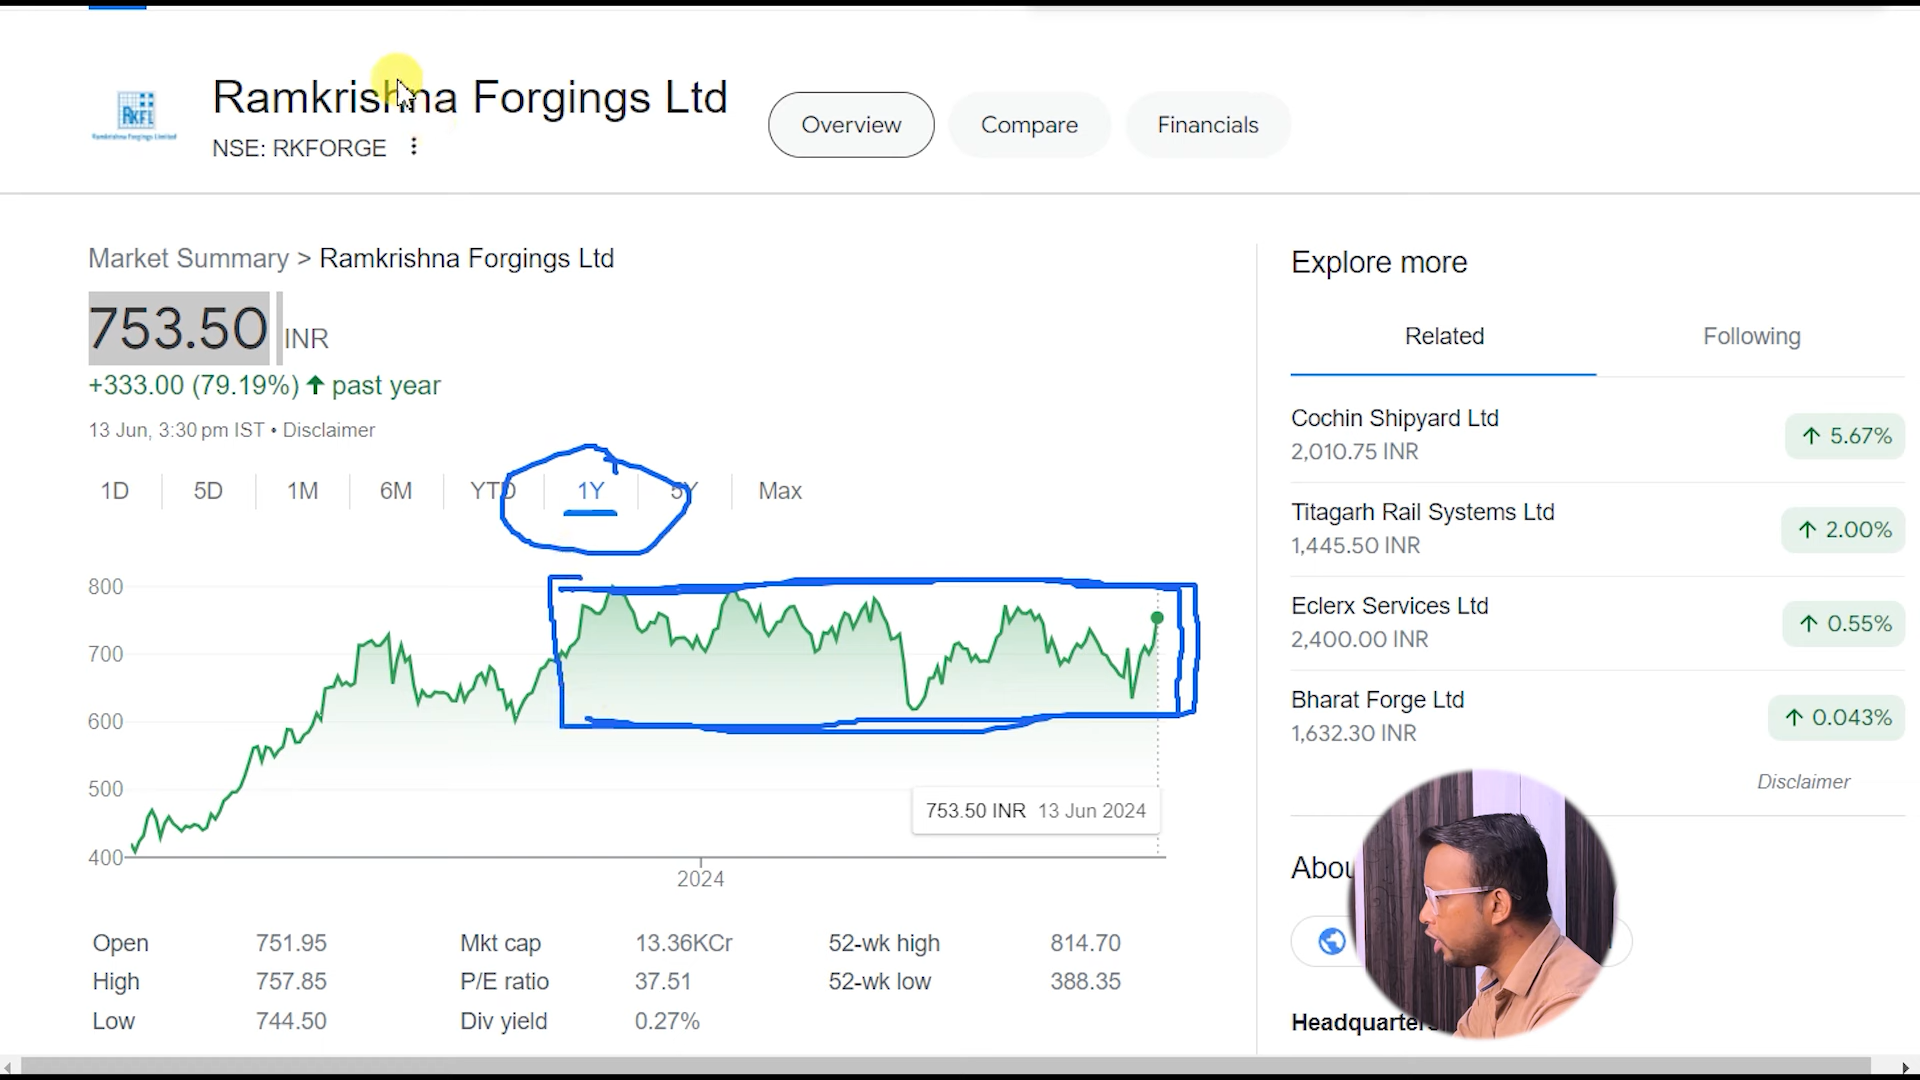 RKFL
Ramkrishna Forgings Limited
Ramkrishna Forgings Ltd
NSE: RKFORGE
Overview
Compare
Financials
Market Summary > Ramkrishna Forgings Ltd
753.50 INR
+333.00 (79.19%) ↑ past year
13 Jun, 3:30 pm IST • Disclaimer
1D 5D 1M 6M YTD 1Y 5Y Max
800
700
600
500
400
753.50 INR 13 Jun 2024
2024
Open 751.95 Mkt cap 13.36KCr 52-wk high 814.70
High 757.85 P/E ratio 37.51 52-wk low 388.35
Low 744.50 Div yield 0.27%
Explore more
Related Following
Cochin Shipyard Ltd
2,010.75 INR
↑ 5.67%
Titagarh Rail Systems Ltd
1,445.50 INR
↑ 2.00%
Eclerx Services Ltd
2,400.00 INR
↑ 0.55%
Bharat Forge Ltd
1,632.30 INR
↑ 0.043%
Disclaimer